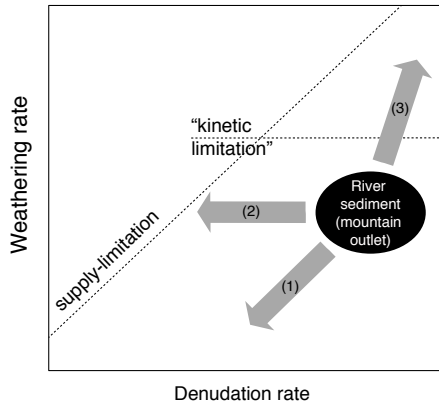 Weathering rate
"kinetic
limitation"
(3)
River
sediment
(mountain
outlet)
(2)
supply-limitation
(1)
Denudation rate